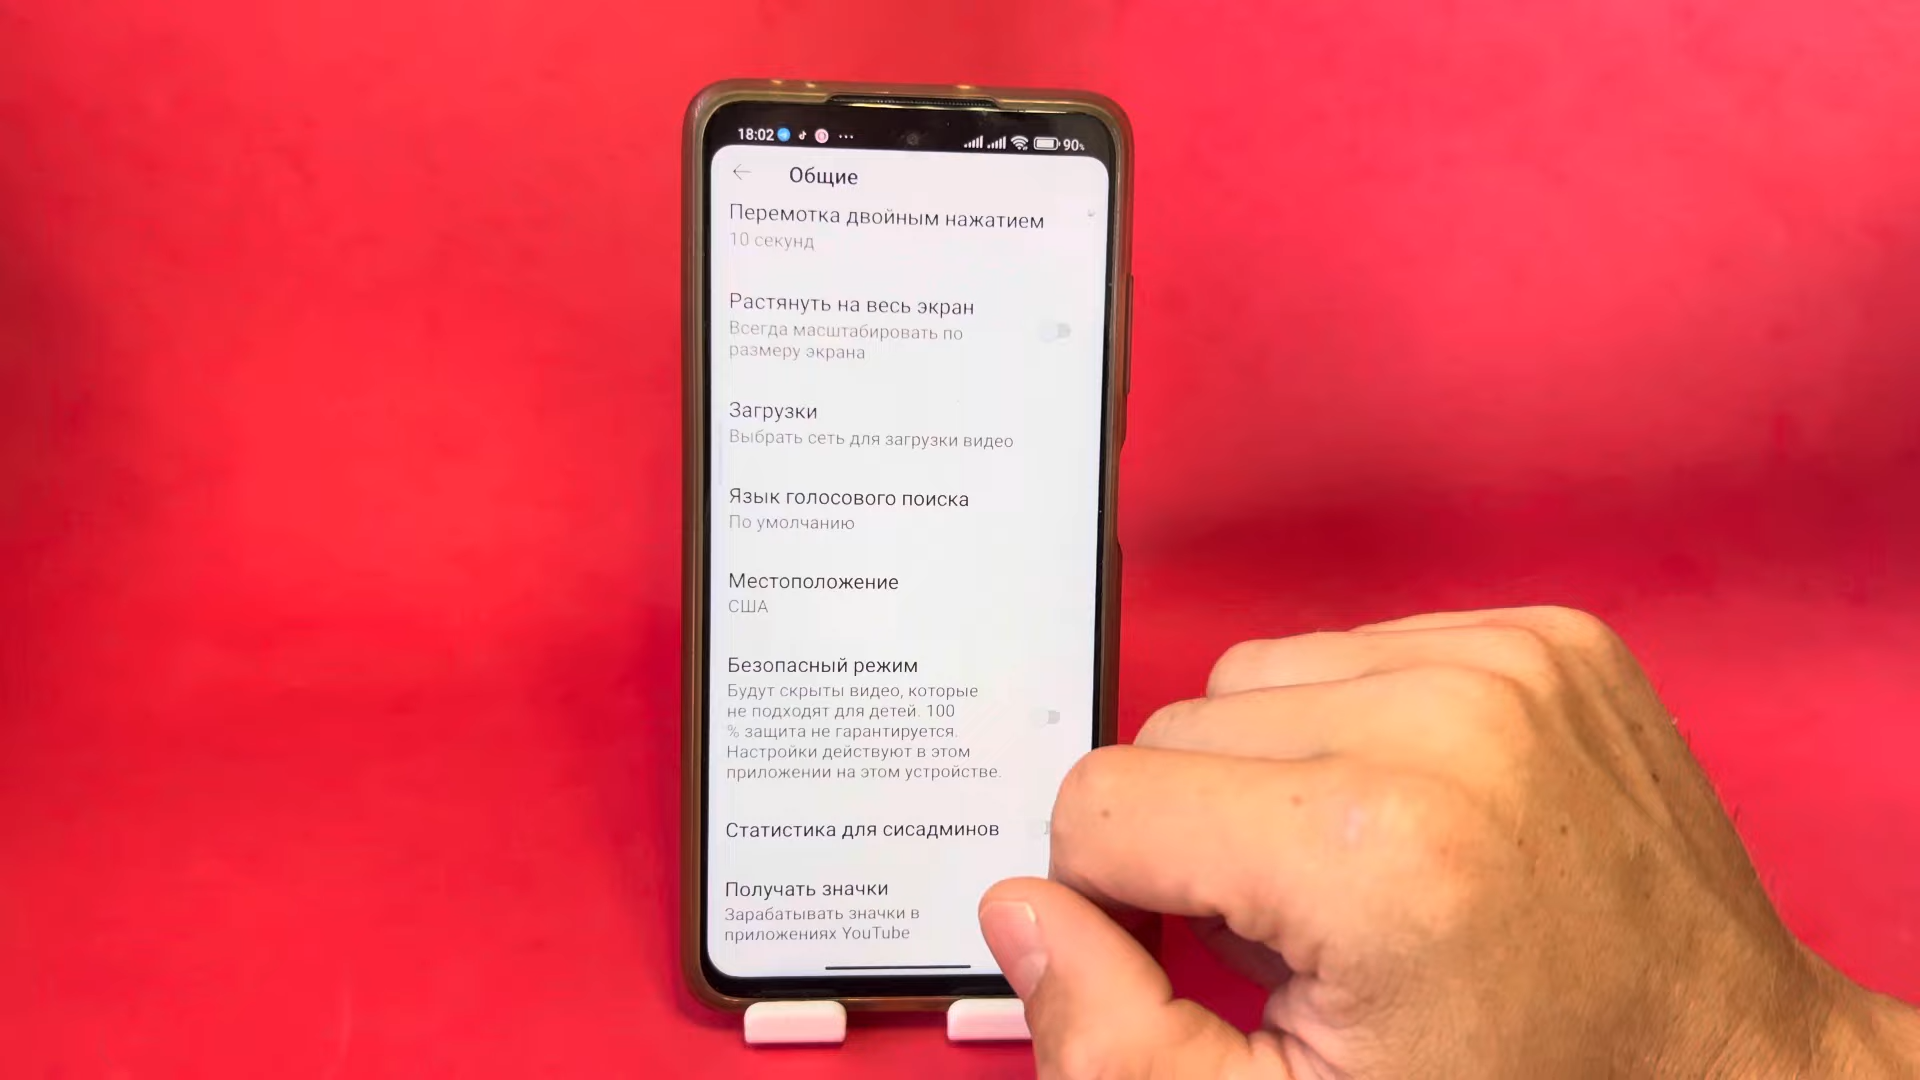 18:02
90%
Общие
Перемотка двойным нажатием
10 секунд
Растянуть на весь экран
Всегда масштабировать по
размеру экрана
Загрузки
Выбрать сеть для загрузки видео
Язык голосового поиска
По умолчанию
Местоположение
США
Безопасный режим
Будут скрыты видео, которые
не подходят для детей. 100
% защита не гарантируется.
Настройки действуют в этом
приложении на этом устройстве.
Статистика для сисадминов
Получать значки
Зарабатывать значки в
приложениях YouTube